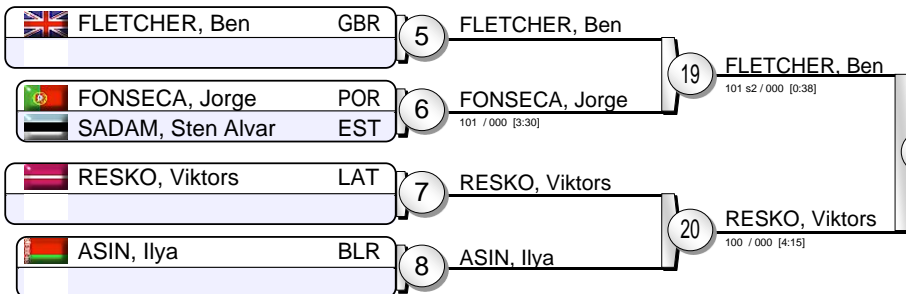 FLETCHER, Ben GBR
5
FLETCHER, Ben
FONSECA, Jorge POR
SADAM, Sten Alvar EST
6
FONSECA, Jorge
101 / 000 [3:30]
19
FLETCHER, Ben
101 s2 / 000 [0:38]
RESKO, Viktors LAT
7
RESKO, Viktors
ASIN, Ilya BLR
8
ASIN, Ilya
20
RESKO, Viktors
100 / 000 [4:15]